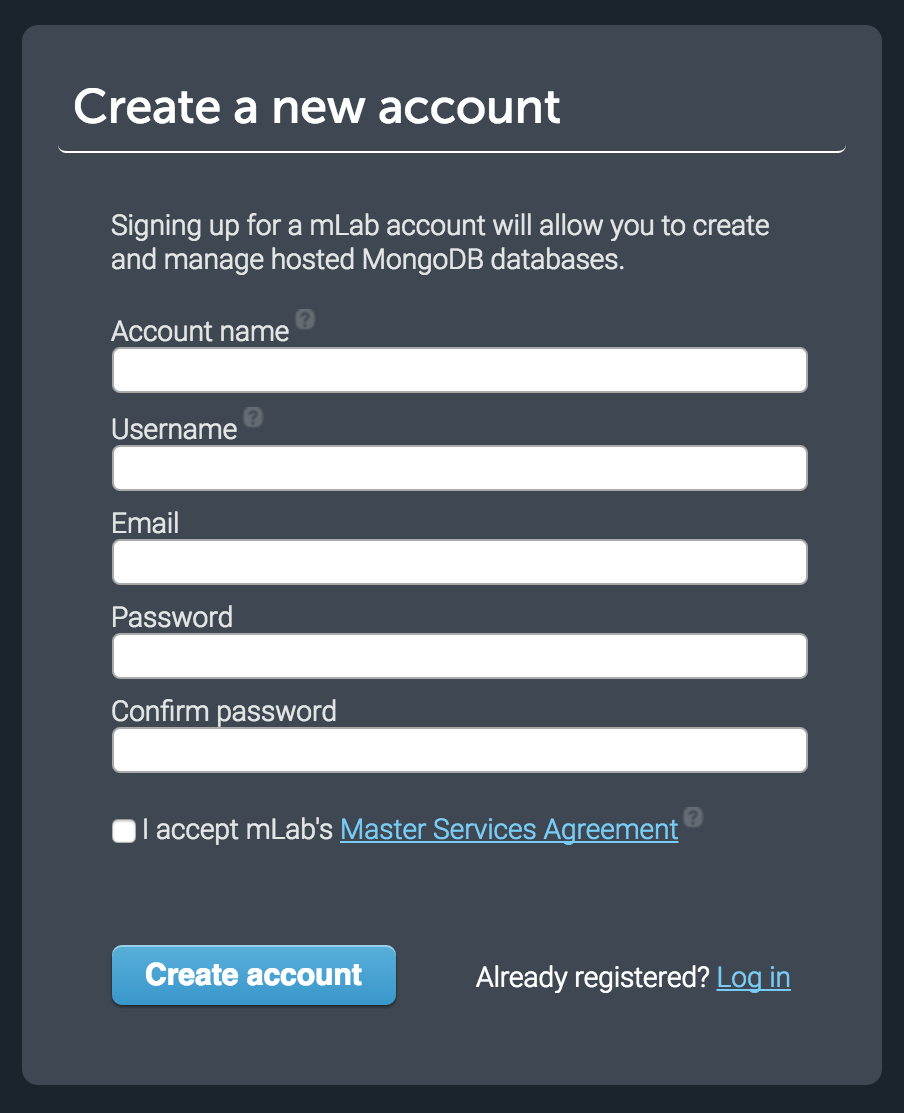 Create a new account
Signing up for a mLab account will allow you to create
and manage hosted MongoDB databases.
Account name ?
Username ?
Email
Password
Confirm password
I accept mLab's Master Services Agreement ?
Create account
Already registered? Log in